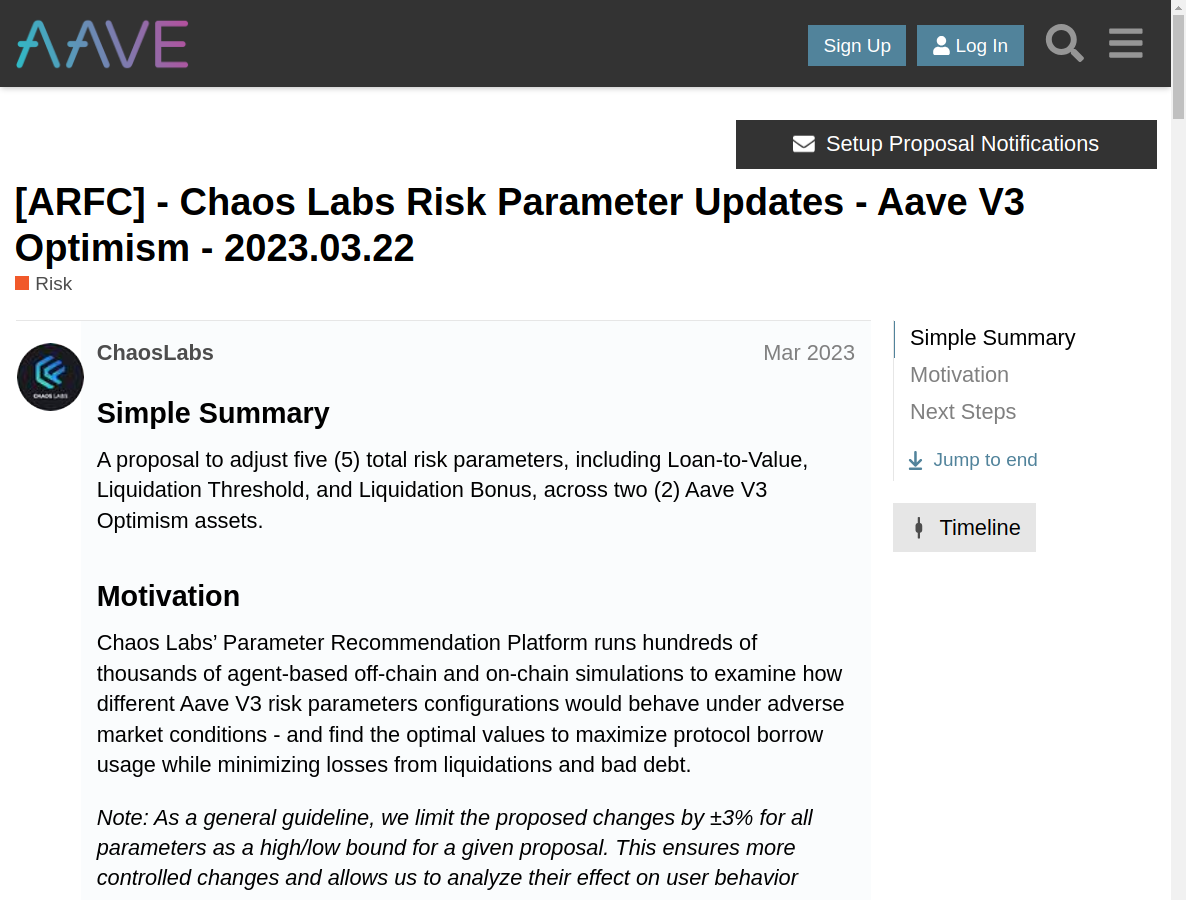 AAVE
Sign Up
Log In
Setup Proposal Notifications
[ARFC] - Chaos Labs Risk Parameter Updates - Aave V3
Optimism - 2023.03.22
Risk
ChaosLabs
Mar 2023
CHAOS LABS
Simple Summary
A proposal to adjust five (5) total risk parameters, including Loan-to-Value,
Liquidation Threshold, and Liquidation Bonus, across two (2) Aave V3
Optimism assets.
Motivation
Chaos Labs’ Parameter Recommendation Platform runs hundreds of
thousands of agent-based off-chain and on-chain simulations to examine how
different Aave V3 risk parameters configurations would behave under adverse
market conditions - and find the optimal values to maximize protocol borrow
usage while minimizing losses from liquidations and bad debt.
Note: As a general guideline, we limit the proposed changes by ±3% for all
parameters as a high/low bound for a given proposal. This ensures more
controlled changes and allows us to analyze their effect on user behavior
Simple Summary
Motivation
Next Steps
Jump to end
Timeline